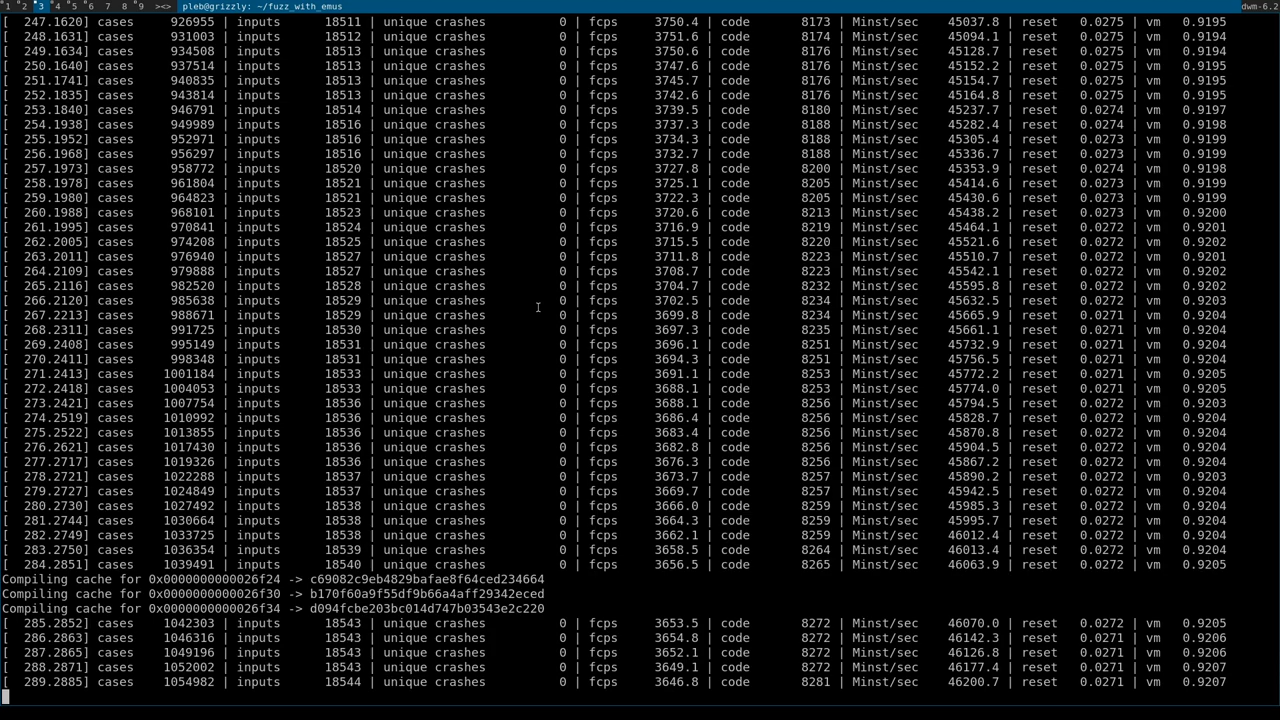 1 2 3 4 5 6 7 8 9 ><> pleb@grizzly: ~/fuzz_with_emus dwm-6.2
[ 247.1620] cases 926955 | inputs 18511 | unique crashes 0 | fcps 3750.4 | code 8173 | Minst/sec 45037.8 | reset 0.0275 | vm 0.9195
[ 248.1631] cases 931003 | inputs 18512 | unique crashes 0 | fcps 3751.6 | code 8174 | Minst/sec 45094.1 | reset 0.0275 | vm 0.9194
[ 249.1634] cases 934508 | inputs 18513 | unique crashes 0 | fcps 3750.6 | code 8176 | Minst/sec 45128.7 | reset 0.0275 | vm 0.9195
[ 250.1640] cases 937514 | inputs 18513 | unique crashes 0 | fcps 3747.6 | code 8176 | Minst/sec 45152.2 | reset 0.0275 | vm 0.9195
[ 251.1741] cases 940835 | inputs 18513 | unique crashes 0 | fcps 3745.7 | code 8176 | Minst/sec 45154.7 | reset 0.0275 | vm 0.9195
[ 252.1835] cases 943814 | inputs 18513 | unique crashes 0 | fcps 3742.6 | code 8176 | Minst/sec 45164.8 | reset 0.0275 | vm 0.9195
[ 253.1840] cases 946791 | inputs 18514 | unique crashes 0 | fcps 3739.5 | code 8180 | Minst/sec 45237.7 | reset 0.0274 | vm 0.9197
[ 254.1938] cases 949989 | inputs 18516 | unique crashes 0 | fcps 3737.3 | code 8188 | Minst/sec 45282.4 | reset 0.0274 | vm 0.9198
[ 255.1952] cases 952971 | inputs 18516 | unique crashes 0 | fcps 3734.3 | code 8188 | Minst/sec 45305.4 | reset 0.0273 | vm 0.9199
[ 256.1968] cases 956297 | inputs 18516 | unique crashes 0 | fcps 3732.7 | code 8188 | Minst/sec 45336.7 | reset 0.0273 | vm 0.9199
[ 257.1973] cases 958772 | inputs 18520 | unique crashes 0 | fcps 3727.8 | code 8200 | Minst/sec 45353.9 | reset 0.0274 | vm 0.9198
[ 258.1978] cases 961804 | inputs 18521 | unique crashes 0 | fcps 3725.1 | code 8205 | Minst/sec 45414.6 | reset 0.0273 | vm 0.9199
[ 259.1980] cases 964823 | inputs 18521 | unique crashes 0 | fcps 3722.3 | code 8205 | Minst/sec 45430.6 | reset 0.0273 | vm 0.9199
[ 260.1988] cases 968101 | inputs 18523 | unique crashes 0 | fcps 3720.6 | code 8213 | Minst/sec 45438.2 | reset 0.0273 | vm 0.9200
[ 261.1995] cases 970841 | inputs 18524 | unique crashes 0 | fcps 3716.9 | code 8219 | Minst/sec 45464.1 | reset 0.0272 | vm 0.9201
[ 262.2005] cases 974208 | inputs 18525 | unique crashes 0 | fcps 3715.5 | code 8220 | Minst/sec 45521.6 | reset 0.0272 | vm 0.9202
[ 263.2011] cases 976940 | inputs 18527 | unique crashes 0 | fcps 3711.8 | code 8223 | Minst/sec 45510.7 | reset 0.0272 | vm 0.9201
[ 264.2109] cases 979888 | inputs 18527 | unique crashes 0 | fcps 3708.7 | code 8223 | Minst/sec 45542.1 | reset 0.0272 | vm 0.9202
[ 265.2116] cases 982520 | inputs 18528 | unique crashes 0 | fcps 3704.7 | code 8232 | Minst/sec 45595.8 | reset 0.0272 | vm 0.9202
[ 266.2120] cases 985638 | inputs 18529 | unique crashes 0 | fcps 3702.5 | code 8234 | Minst/sec 45632.5 | reset 0.0272 | vm 0.9203
[ 267.2213] cases 988671 | inputs 18529 | unique crashes 0 | fcps 3699.8 | code 8234 | Minst/sec 45665.9 | reset 0.0271 | vm 0.9204
[ 268.2311] cases 991725 | inputs 18530 | unique crashes 0 | fcps 3697.3 | code 8235 | Minst/sec 45661.1 | reset 0.0271 | vm 0.9204
[ 269.2408] cases 995149 | inputs 18531 | unique crashes 0 | fcps 3696.1 | code 8251 | Minst/sec 45732.9 | reset 0.0271 | vm 0.9204
[ 270.2411] cases 998348 | inputs 18531 | unique crashes 0 | fcps 3694.3 | code 8251 | Minst/sec 45756.5 | reset 0.0271 | vm 0.9204
[ 271.2413] cases 1001184 | inputs 18533 | unique crashes 0 | fcps 3691.1 | code 8253 | Minst/sec 45772.2 | reset 0.0271 | vm 0.9205
[ 272.2418] cases 1004053 | inputs 18533 | unique crashes 0 | fcps 3688.1 | code 8253 | Minst/sec 45774.0 | reset 0.0271 | vm 0.9205
[ 273.2421] cases 1007754 | inputs 18536 | unique crashes 0 | fcps 3688.1 | code 8256 | Minst/sec 45794.5 | reset 0.0272 | vm 0.9203
[ 274.2519] cases 1010992 | inputs 18536 | unique crashes 0 | fcps 3686.4 | code 8256 | Minst/sec 45828.7 | reset 0.0272 | vm 0.9204
[ 275.2522] cases 1013855 | inputs 18536 | unique crashes 0 | fcps 3683.4 | code 8256 | Minst/sec 45870.8 | reset 0.0272 | vm 0.9204
[ 276.2621] cases 1017430 | inputs 18536 | unique crashes 0 | fcps 3682.8 | code 8256 | Minst/sec 45904.5 | reset 0.0272 | vm 0.9204
[ 277.2717] cases 1019326 | inputs 18536 | unique crashes 0 | fcps 3676.3 | code 8256 | Minst/sec 45867.2 | reset 0.0272 | vm 0.9204
[ 278.2721] cases 1022288 | inputs 18537 | unique crashes 0 | fcps 3673.7 | code 8257 | Minst/sec 45890.2 | reset 0.0272 | vm 0.9203
[ 279.2727] cases 1024849 | inputs 18537 | unique crashes 0 | fcps 3669.7 | code 8257 | Minst/sec 45942.5 | reset 0.0272 | vm 0.9204
[ 280.2730] cases 1027492 | inputs 18538 | unique crashes 0 | fcps 3666.0 | code 8259 | Minst/sec 45985.3 | reset 0.0272 | vm 0.9204
[ 281.2744] cases 1030664 | inputs 18538 | unique crashes 0 | fcps 3664.3 | code 8259 | Minst/sec 45995.7 | reset 0.0272 | vm 0.9204
[ 282.2749] cases 1033725 | inputs 18538 | unique crashes 0 | fcps 3662.1 | code 8259 | Minst/sec 46012.4 | reset 0.0272 | vm 0.9204
[ 283.2750] cases 1036354 | inputs 18539 | unique crashes 0 | fcps 3658.5 | code 8264 | Minst/sec 46013.4 | reset 0.0272 | vm 0.9204
[ 284.2851] cases 1039491 | inputs 18540 | unique crashes 0 | fcps 3656.5 | code 8265 | Minst/sec 46063.9 | reset 0.0272 | vm 0.9205
Compiling cache for 0x0000000000026f24 -> c69082c9eb4829bafae8f64ced234664
Compiling cache for 0x0000000000026f30 -> b170f60a9f55df9b66a4aff29342eced
Compiling cache for 0x0000000000026f34 -> d094fcbe203bc014d747b03543e2c220
[ 285.2852] cases 1042303 | inputs 18543 | unique crashes 0 | fcps 3653.5 | code 8272 | Minst/sec 46070.0 | reset 0.0272 | vm 0.9205
[ 286.2863] cases 1046316 | inputs 18543 | unique crashes 0 | fcps 3654.8 | code 8272 | Minst/sec 46142.3 | reset 0.0271 | vm 0.9206
[ 287.2865] cases 1049196 | inputs 18543 | unique crashes 0 | fcps 3652.1 | code 8272 | Minst/sec 46126.8 | reset 0.0271 | vm 0.9206
[ 288.2871] cases 1052002 | inputs 18543 | unique crashes 0 | fcps 3649.1 | code 8272 | Minst/sec 46177.4 | reset 0.0271 | vm 0.9207
[ 289.2885] cases 1054982 | inputs 18544 | unique crashes 0 | fcps 3646.8 | code 8281 | Minst/sec 46200.7 | reset 0.0271 | vm 0.9207